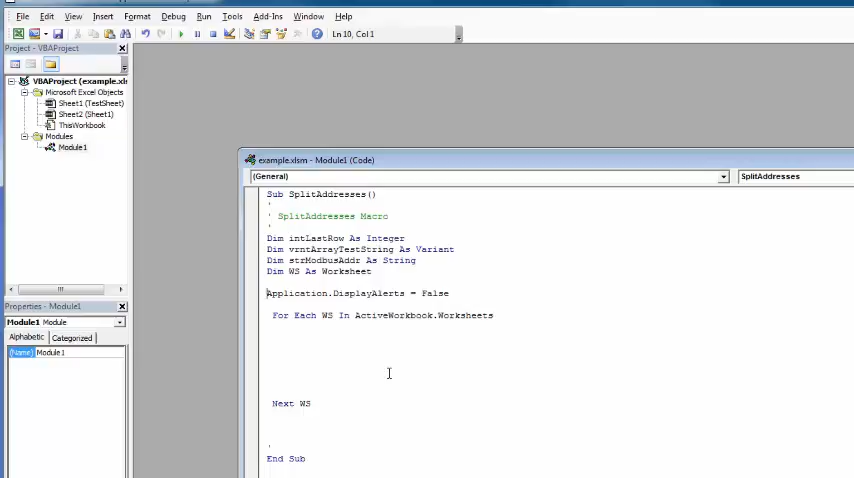 File Edit View Insert Format Debug Run Tools Add-Ins Window Help
Ln 10, Col 1
Project - VBAProject
VBAProject (example.xls
Microsoft Excel Objects
Sheet1 (TestSheet)
Sheet2 (Sheet1)
ThisWorkbook
Modules
Module1
example.xlsm - Module1 (Code)
(General) SplitAddresses
Sub SplitAddresses()
'
' SplitAddresses Macro
'
Dim intLastRow As Integer
Dim vrntArrayTestString As Variant
Dim strModbusAddr As String
Dim WS As Worksheet
Application.DisplayAlerts = False
For Each WS In ActiveWorkbook.Worksheets
Next WS
'
End Sub
Properties - Module1
Module1 Module
Alphabetic Categorized
(Name) Module1